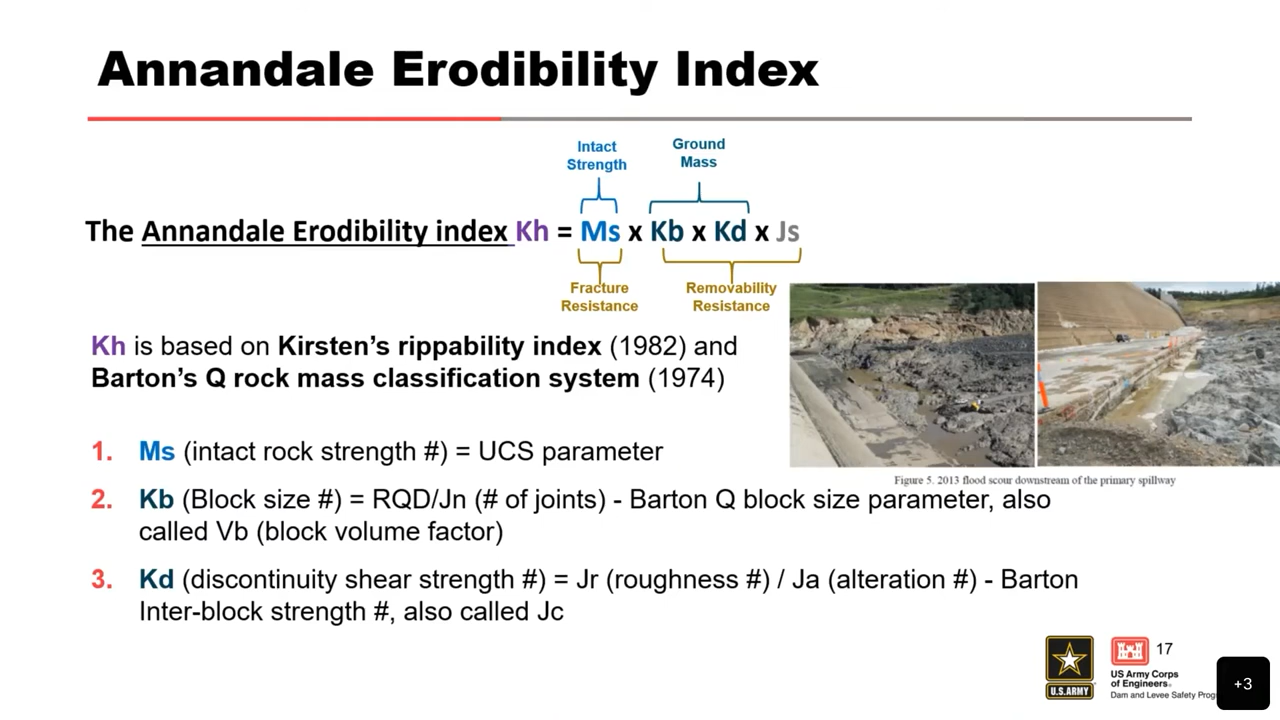 Annandale Erodibility Index
Intact
Strength
Ground
Mass
The Annandale Erodibility index Kh = Ms x Kb x Kd x Js
Fracture
Resistance
Removability
Resistance
Kh is based on Kirsten’s rippability index (1982) and
Barton’s Q rock mass classification system (1974)
Figure 5. 2013 flood scour downstream of the primary spillway
1. Ms (intact rock strength #) = UCS parameter
2. Kb (Block size #) = RQD/Jn (# of joints) - Barton Q block size parameter, also
called Vb (block volume factor)
3. Kd (discontinuity shear strength #) = Jr (roughness #) / Ja (alteration #) - Barton
Inter-block strength #, also called Jc
U.S.ARMY
17
US Army Corps
of Engineers®
Dam and Levee Safety
+3